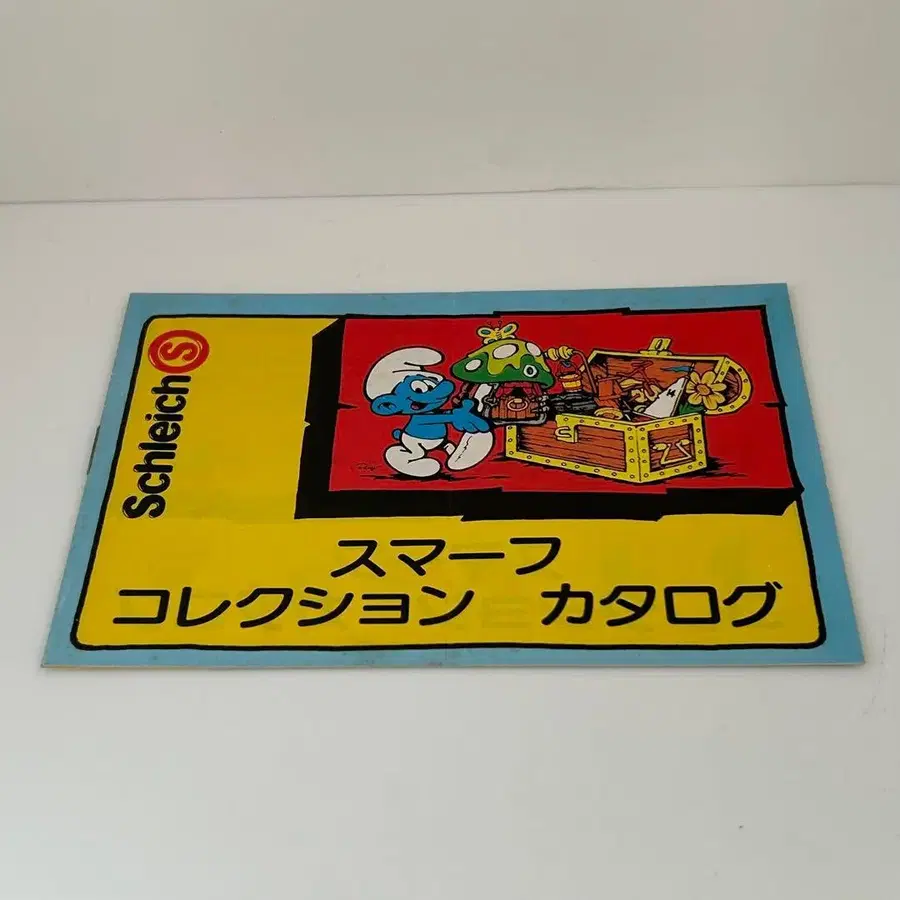 Schleich S
スマーフ
コレクション カタログ